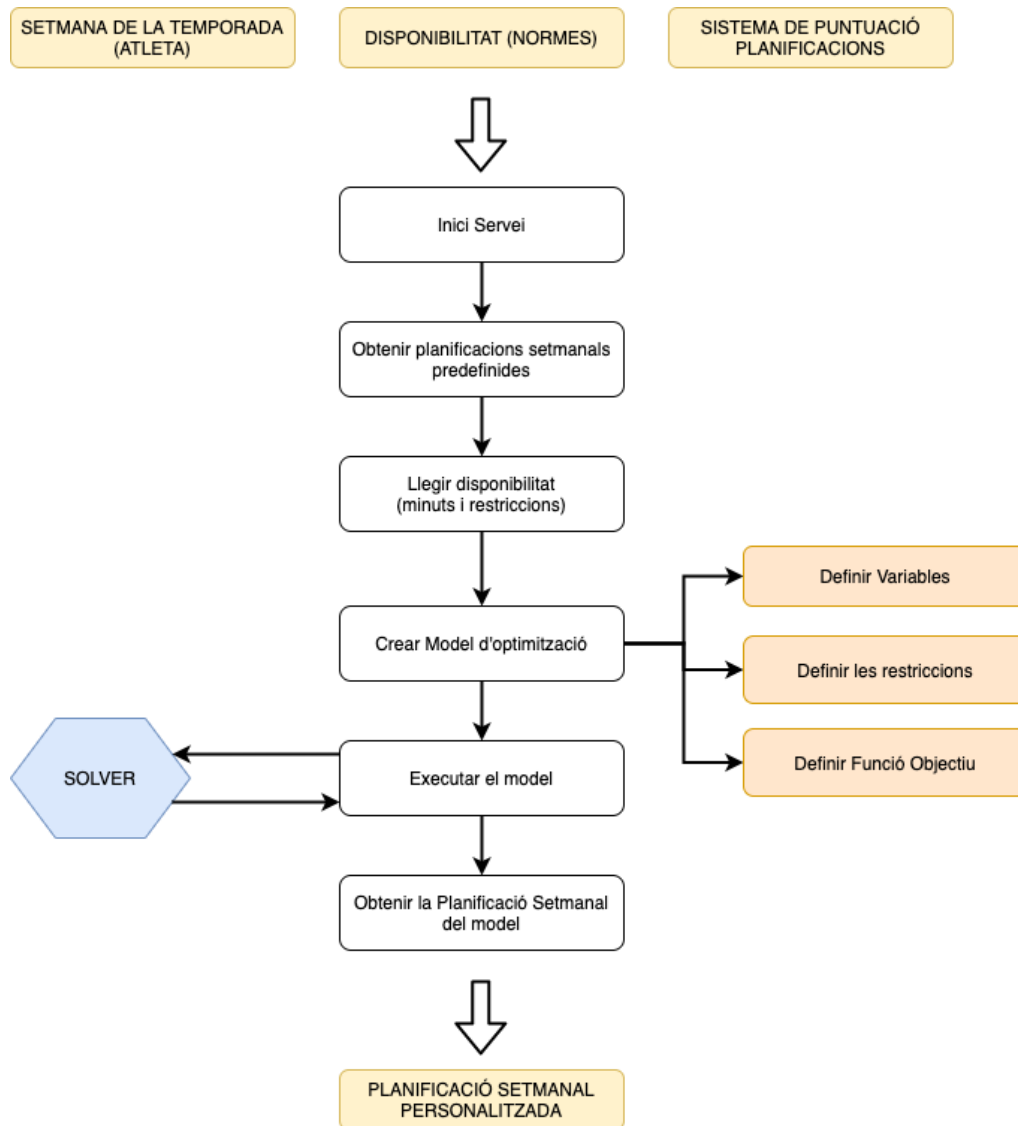 SETMANA DE LA TEMPORADA
(ATLETA)
DISPONIBILITAT (NORMES)
SISTEMA DE PUNTUACIÓ
PLANIFICACIONS
Inici Servei
Obtenir planificacions setmanals
predefinides
Llegir disponibilitat
(minuts i restriccions)
Definir Variables
Crear Model d'optimització
Definir les restriccions
Definir Funció Objectiu
SOLVER
Executar el model
Obtenir la Planificació Setmanal
del model
PLANIFICACIÓ SETMANAL
PERSONALITZADA